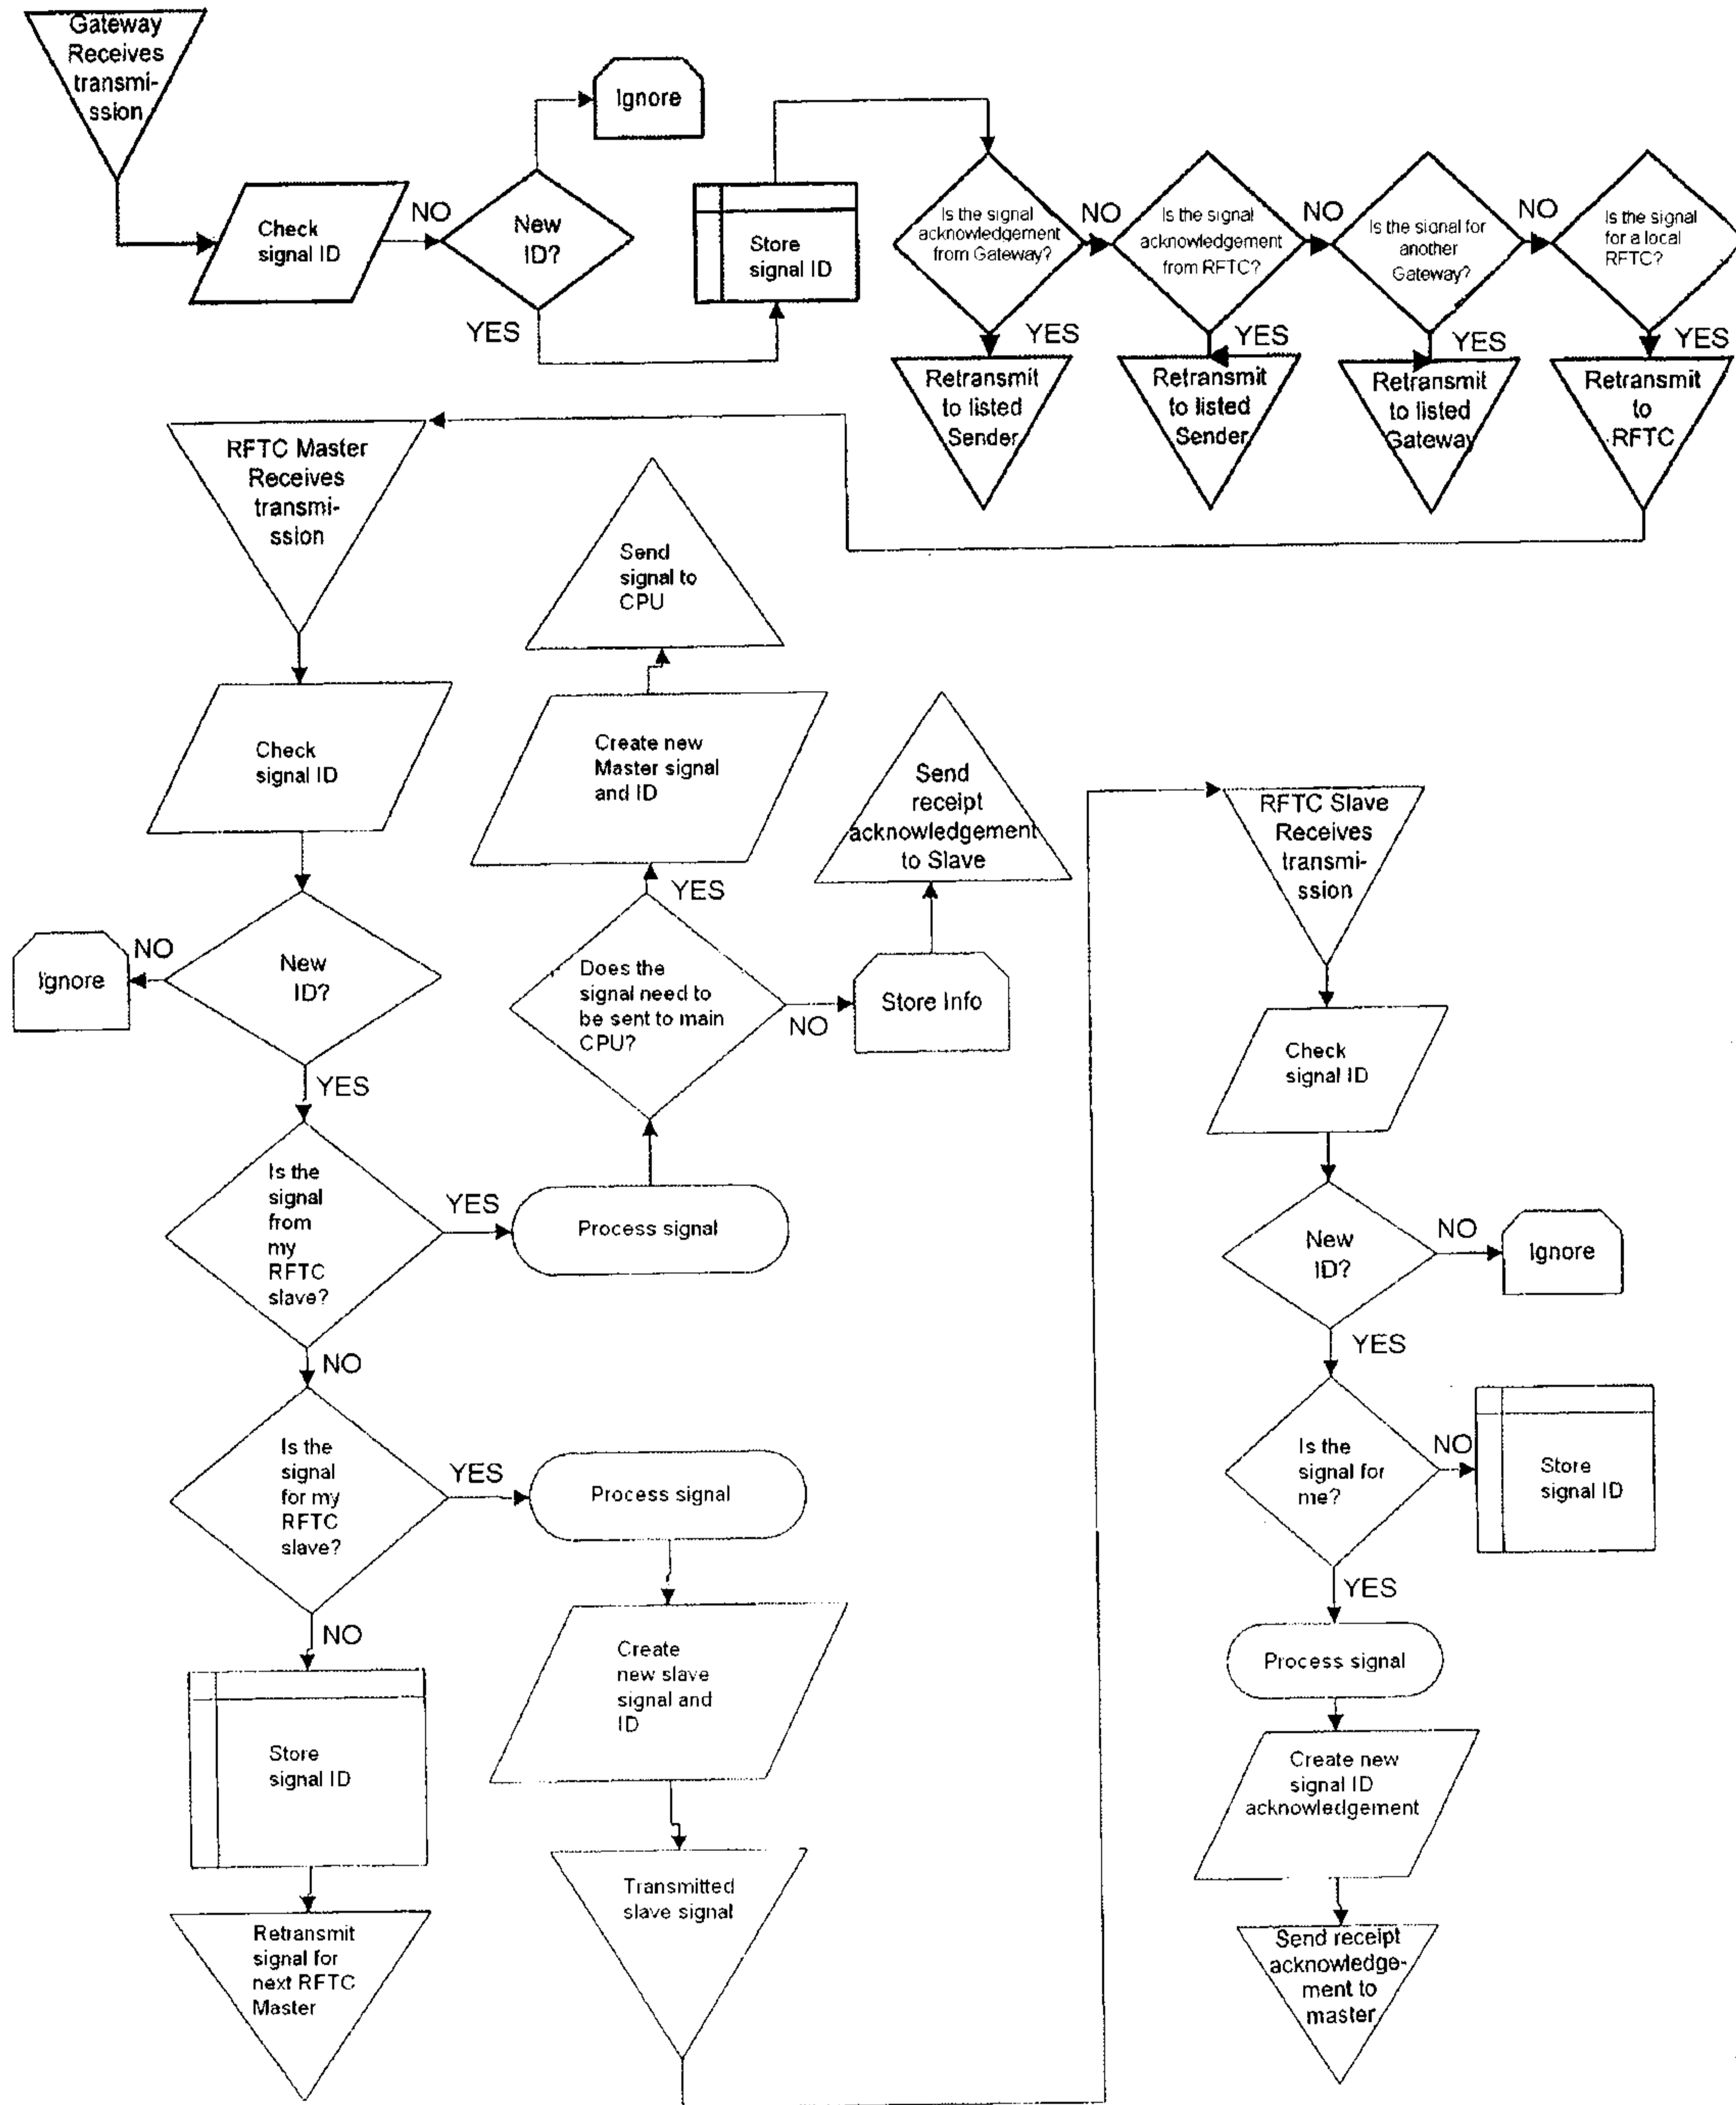 Gateway
Receives
transmi-
ssion
Check
signal ID
NO
New
ID?
Ignore
YES
Store
signal ID
Is the signal
acknowledgement
from Gateway?
NO
Is the signal
acknowledgement
from RFTC?
NO
Is the signal for
another
Gateway?
NO
Is the signal
for a local
RFTC?
YES
YES
YES
YES
Retransmit
to listed
Sender
Retransmit
to listed
Sender
Retransmit
to listed
Gateway
Retransmit
to
RFTC
RFTC Master
Receives
transmi-
ssion
Check
signal ID
New
ID?
NO
Ignore
YES
Is the
signal
from
my
RFTC
slave?
YES
Process signal
Does the
signal need to
be sent to main
CPU?
YES
Create new
Master signal
and ID
Send
signal to
CPU
NO
Store Info
Send
receipt
acknowledgement
to Slave
NO
Is the
signal
for my
RFTC
slave?
YES
Process signal
Create
new slave
signal and
ID
Transmitted
slave signal
NO
Store
signal ID
Retransmit
signal for
next RFTC
Master
RFTC Slave
Receives
transmi-
ssion
Check
signal ID
New
ID?
NO
Ignore
YES
Is the
signal for
me?
NO
Store
signal ID
YES
Process signal
Create new
signal ID
acknowledgement
Send receipt
acknowledge-
ment to
master